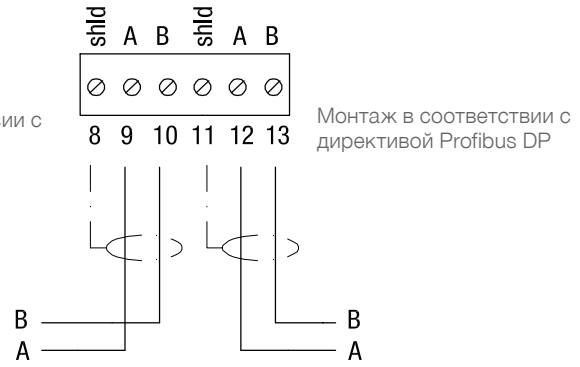 shld A B shld A B
ии с
Монтаж в соответствии с
8 9 10 11 12 13
директивой Profibus DP
B B
A A